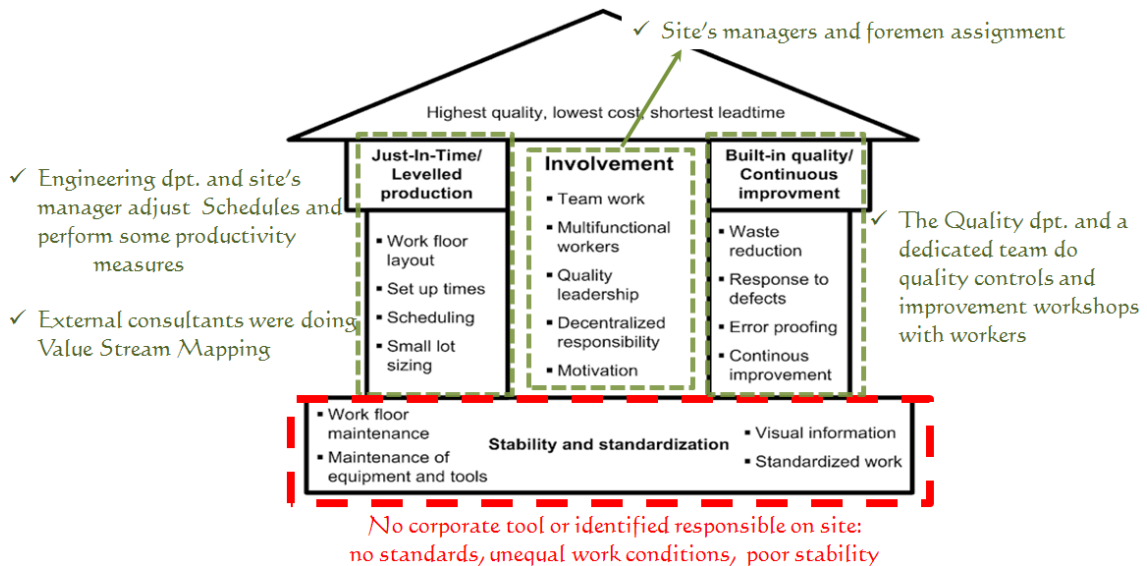 ✓ Site's managers and foremen assignment
Highest quality, lowest cost, shortest leadtime
✓ Engineering dpt. and site's
manager adjust Schedules and
perform some productivity
measures
✓ External consultants were doing
Value Stream Mapping
Just-In-Time/
Levelled
production
▪ Work floor
layout
▪ Set up times
▪ Scheduling
▪ Small lot
sizing
Involvement
▪ Team work
▪ Multifunctional
workers
▪ Quality
leadership
▪ Decentralized
responsibility
▪ Motivation
Built-in quality/
Continuous
improvment
▪ Waste
reduction
▪ Response to
defects
▪ Error proofing
▪ Continous
improvement
✓ The Quality dpt. and a
dedicated team do
quality controls and
improvement workshops
with workers
▪ Work floor
maintenance
▪ Maintenance of
equipment and tools
Stability and standardization
▪ Visual information
▪ Standardized work
No corporate tool or identified responsible on site:
no standards, unequal work conditions, poor stability